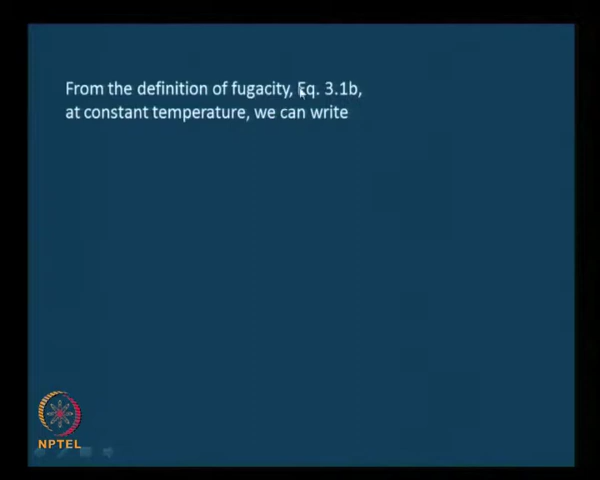 From the definition of fugacity, Eq. 3.1b,
at constant temperature, we can write
NPTEL